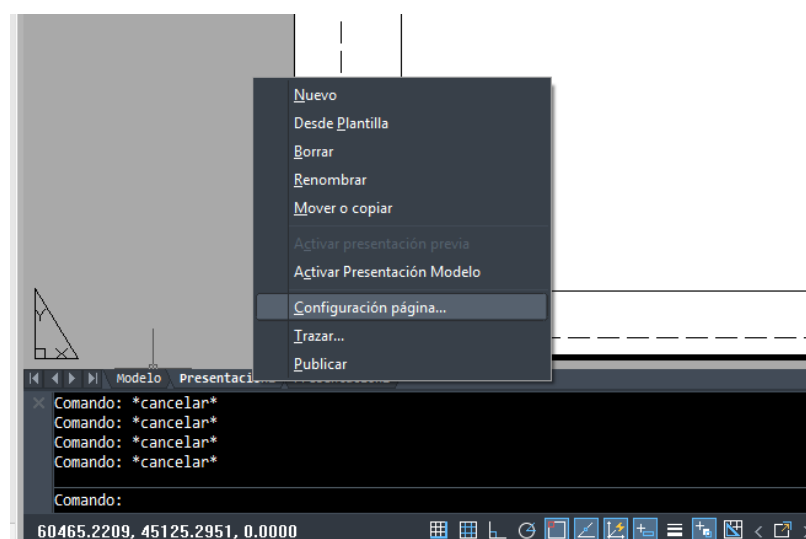 Nuevo
Desde Plantilla
Borrar
Renombrar
Mover o copiar
Activar presentación previa
Activar Presentación Modelo
Configuración página...
Trazar...
Publicar
Y
X
Modelo
Comando: *cancelar*
Comando: *cancelar*
Comando: *cancelar*
Comando: *cancelar*
Comando:
60465.2209, 45125.2951, 0.0000